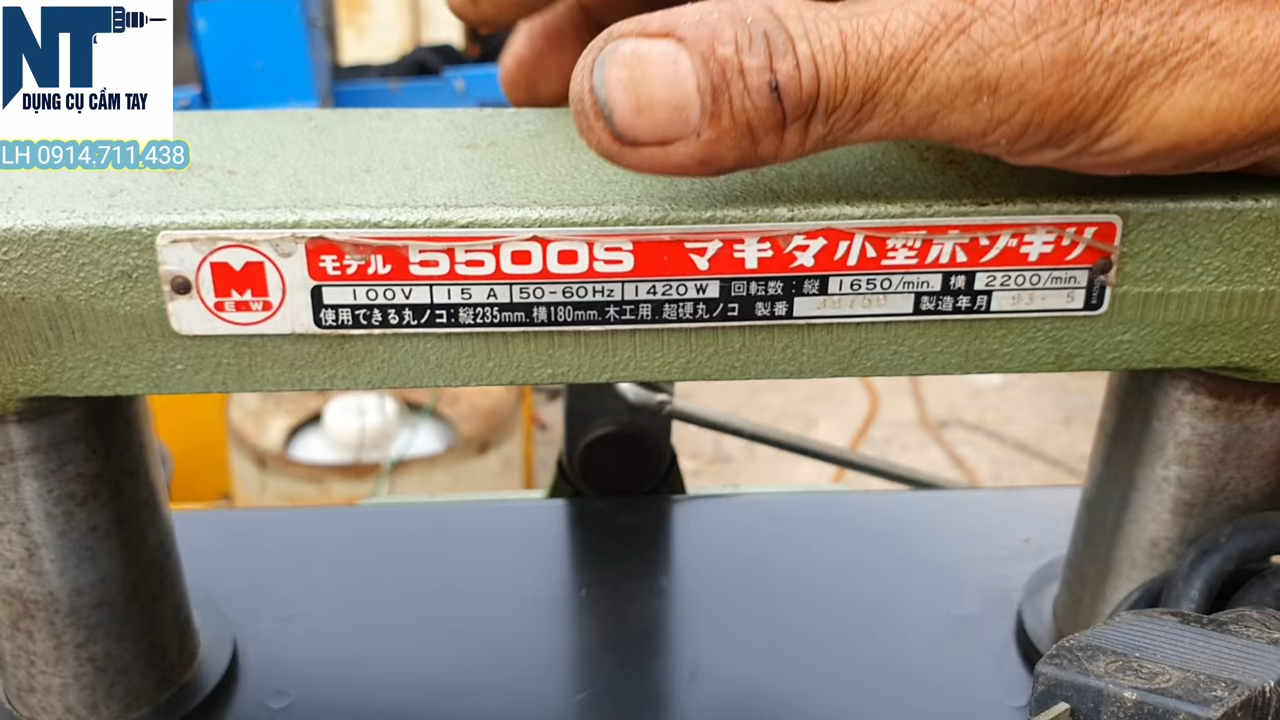 NT
DỤNG CỤ CẦM TAY
LH 0914.711.438
M
E.W
モデル 5500S マキタ小型ホゾキリ
100V 15 A 50-60Hz 1420W 回転数:縦 1650/min. 横 2200/min.
使用できる丸ノコ:縦235mm.横180mm.木工用.超硬丸ノコ 製番 製造年月 93-5